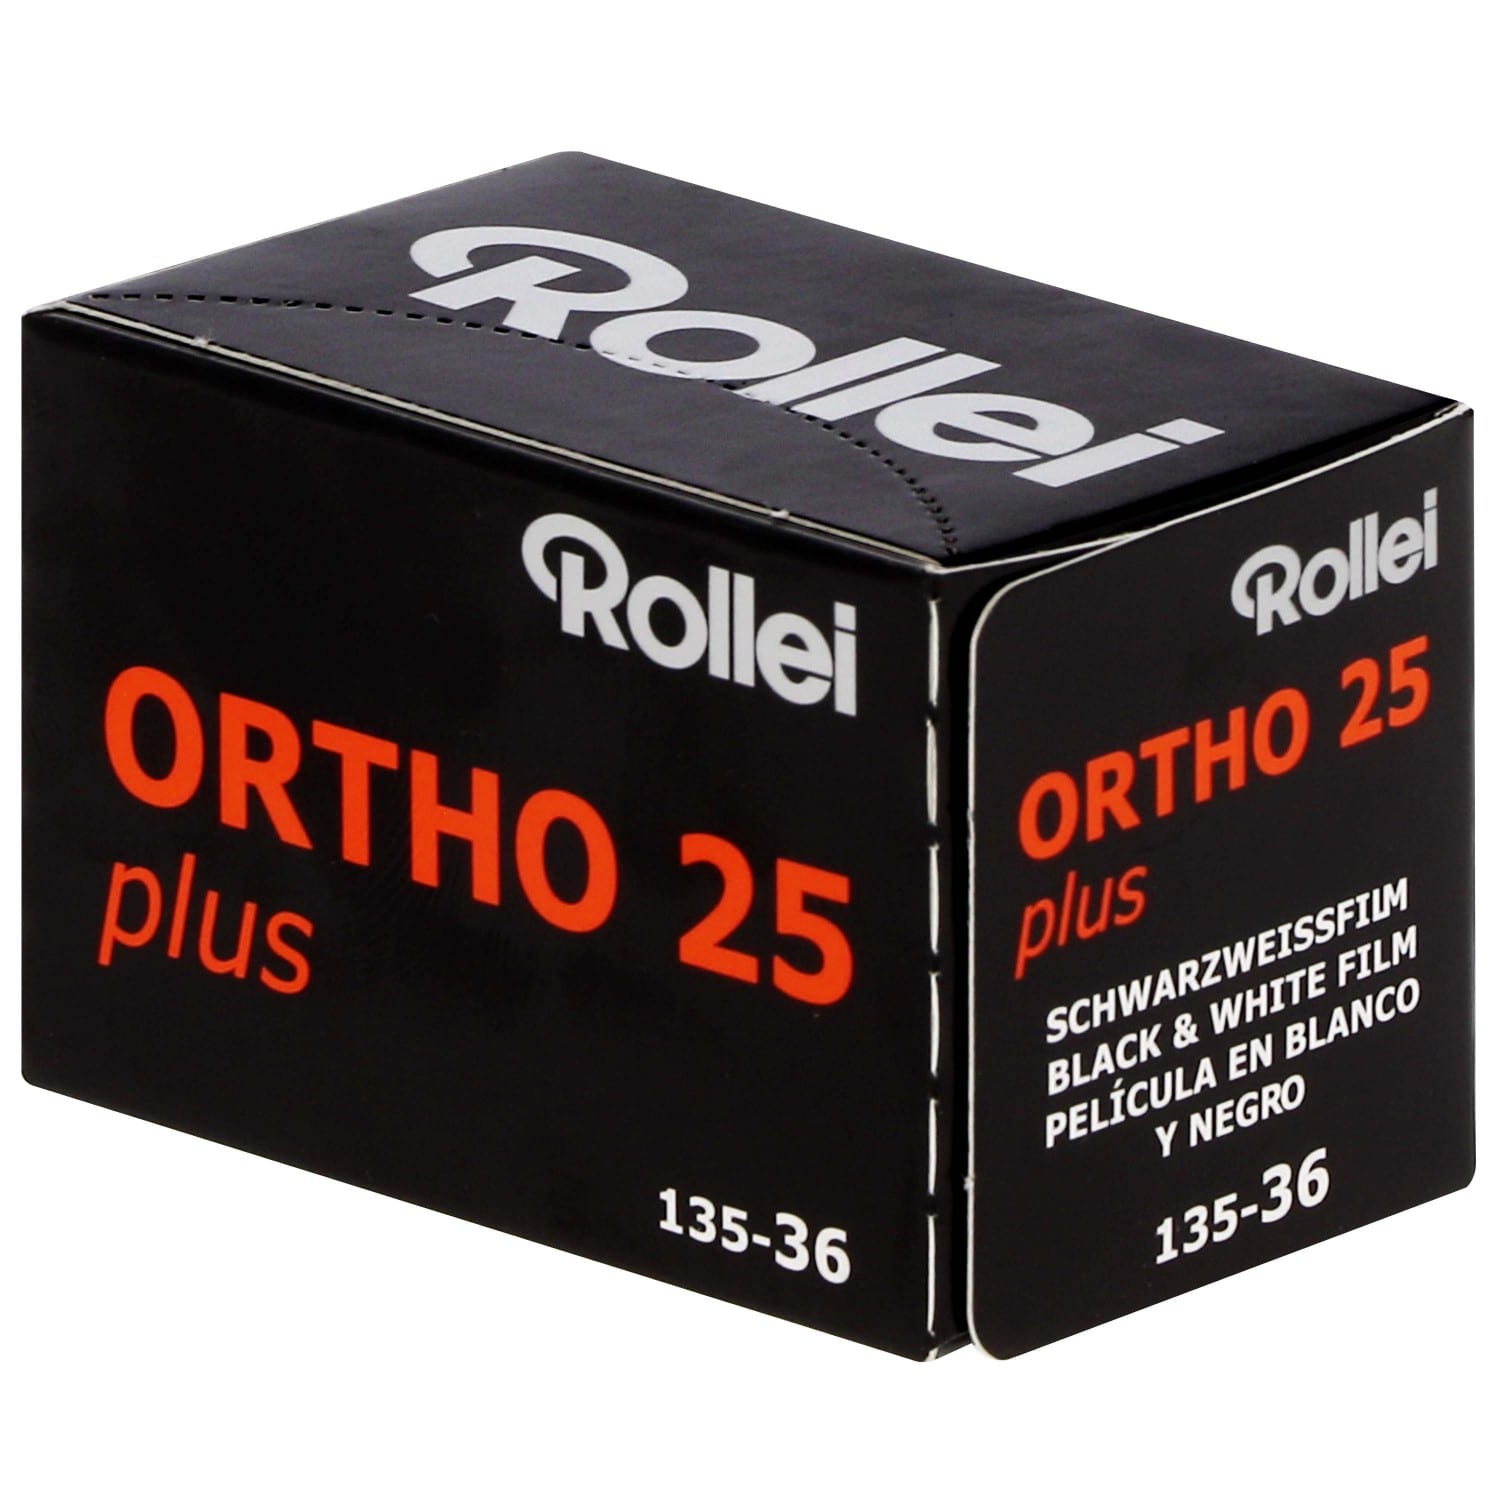 Rollei
Rollei
ORTHO 25
plus
135-36
Rollei
ORTHO 25
plus
SCHWARZWEISSFILM
BLACK & WHITE FILM
PELÍCULA EN BLANCO
Y NEGRO
135-36